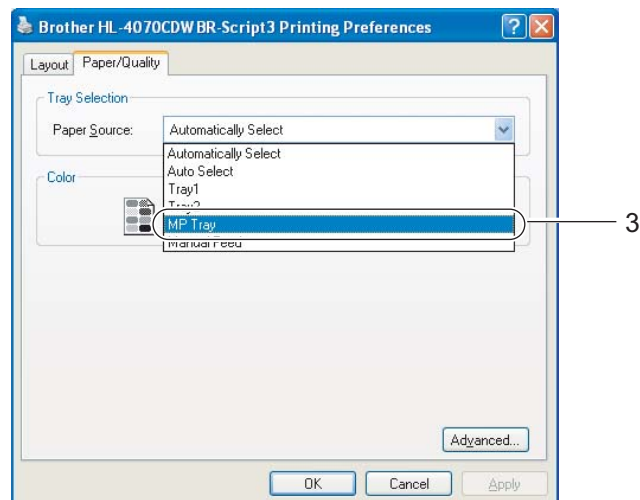 Brother HL-4070CDW BR-Script3 Printing Preferences
Layout Paper/Quality
Tray Selection
Paper Source: Automatically Select
Automatically Select
Auto Select
Tray1
Tray2
MP Tray
3
Manual Feed
Color
Advanced...
OK Cancel Apply